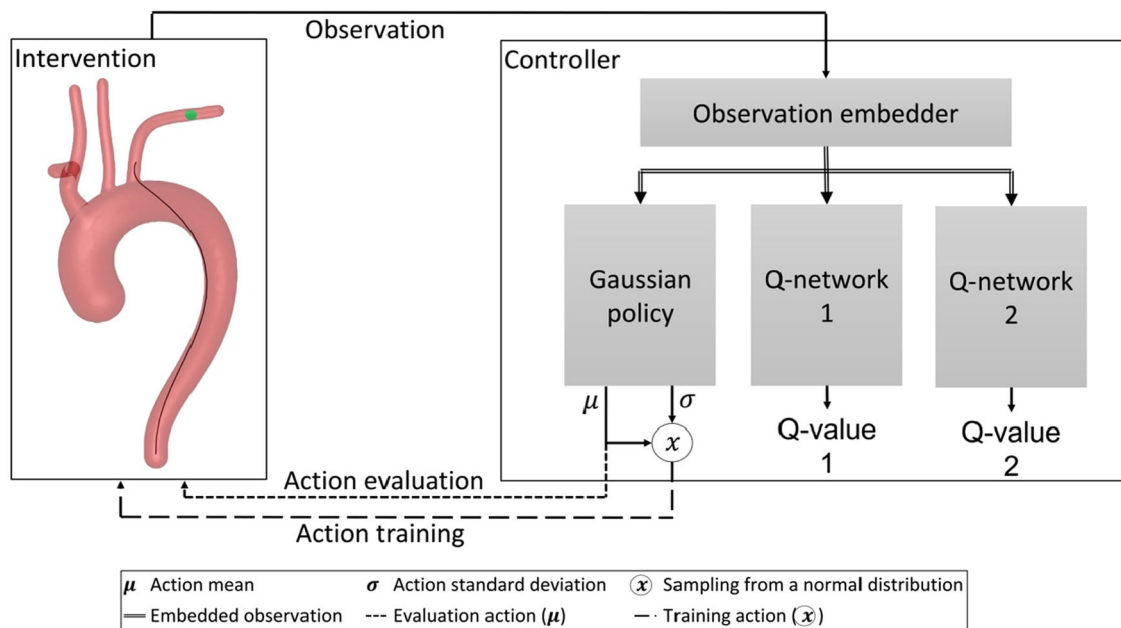 Observation
Intervention
Controller
Observation embedder
Gaussian
policy
Q-network
1
Q-network
2
μ
σ
x
Q-value
1
Q-value
2
Action evaluation
Action training
μ Action mean
σ Action standard deviation
x Sampling from a normal distribution
Embedded observation
Evaluation action (μ)
Training action (x)